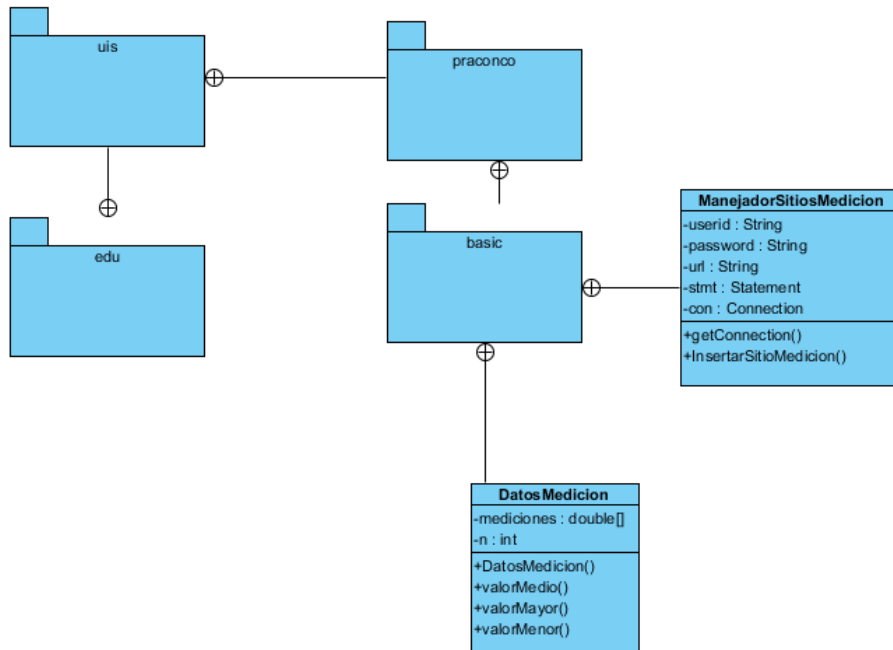 uis
praconco
edu
basic
ManejadorSitiosMedicion
-userid : String
-password : String
-url : String
-stmt : Statement
-con : Connection
+getConnection()
+InsertarSitioMedicion()
DatosMedicion
-mediciones : double[]
-n : int
+DatosMedicion()
+valorMedio()
+valorMayor()
+valorMenor()